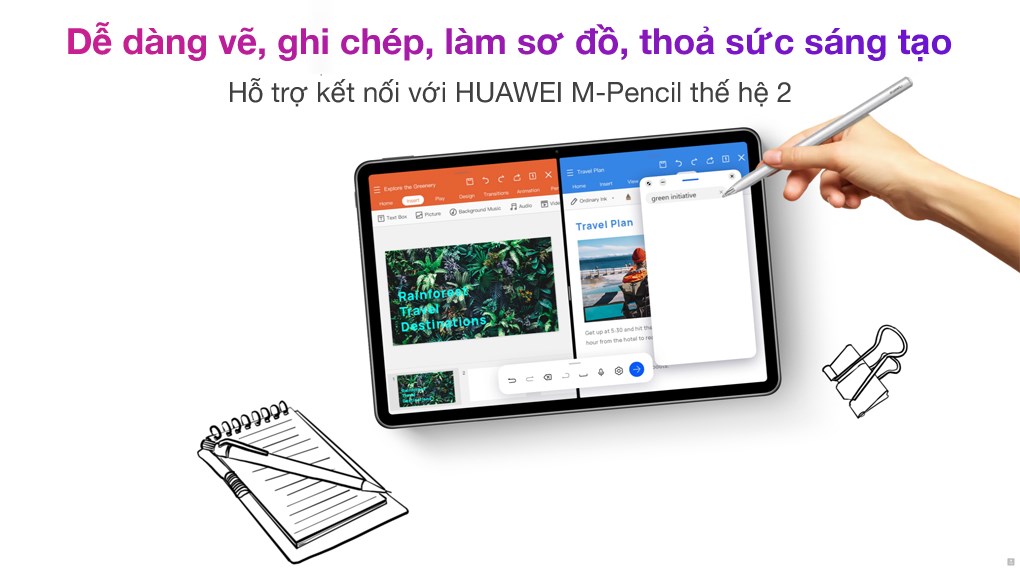 Dễ dàng vẽ, ghi chép, làm sơ đồ, thoả sức sáng tạo
Hỗ trợ kết nối với HUAWEI M-Pencil thế hệ 2
Explore the Greenery
Home Insert Play Design Transitions Animation
Text Box Picture Background Music Audio
Rainforest
Travel
Destinations
Travel Plan
Home Insert View
Ordinary Ink
green initiative
Travel Plan
Get up at 5:30 and hit the
hour from the hotel to